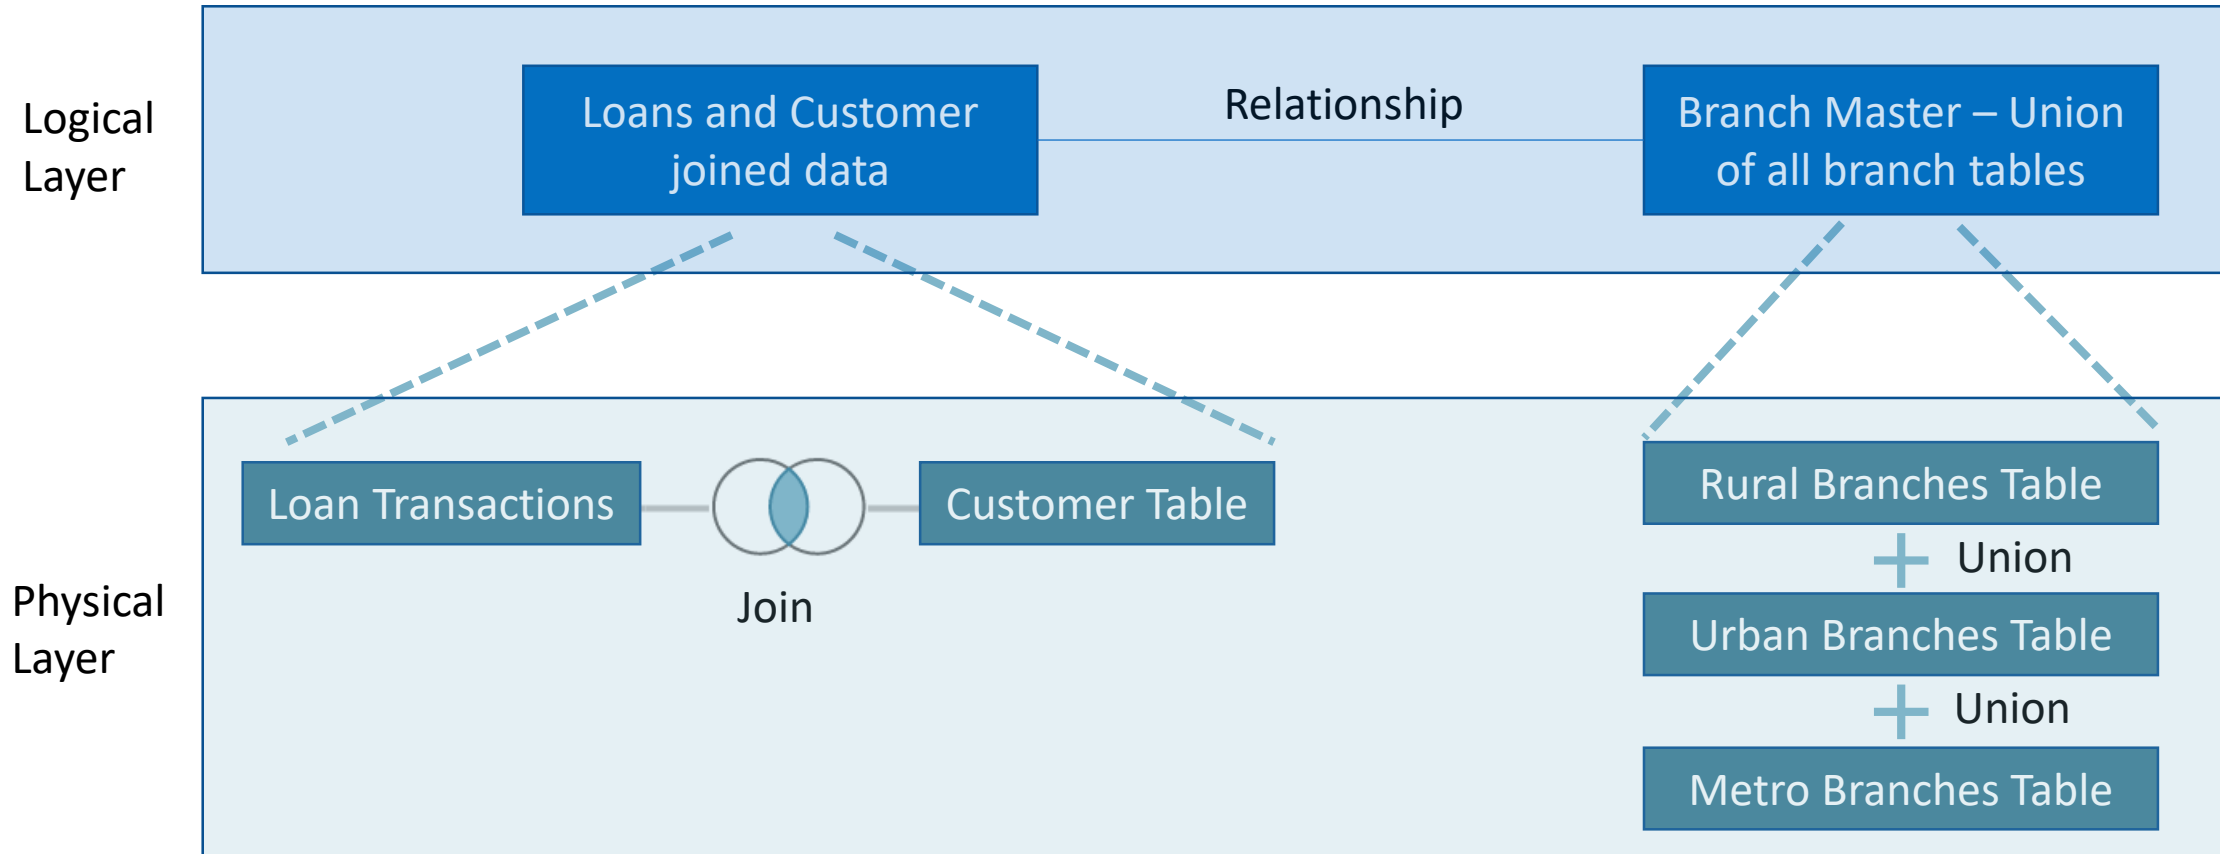 Logical
Layer
Loans and Customer
joined data
Relationship
Branch Master – Union
of all branch tables
Physical
Layer
Loan Transactions
Join
Customer Table
Rural Branches Table
Union
Urban Branches Table
Union
Metro Branches Table